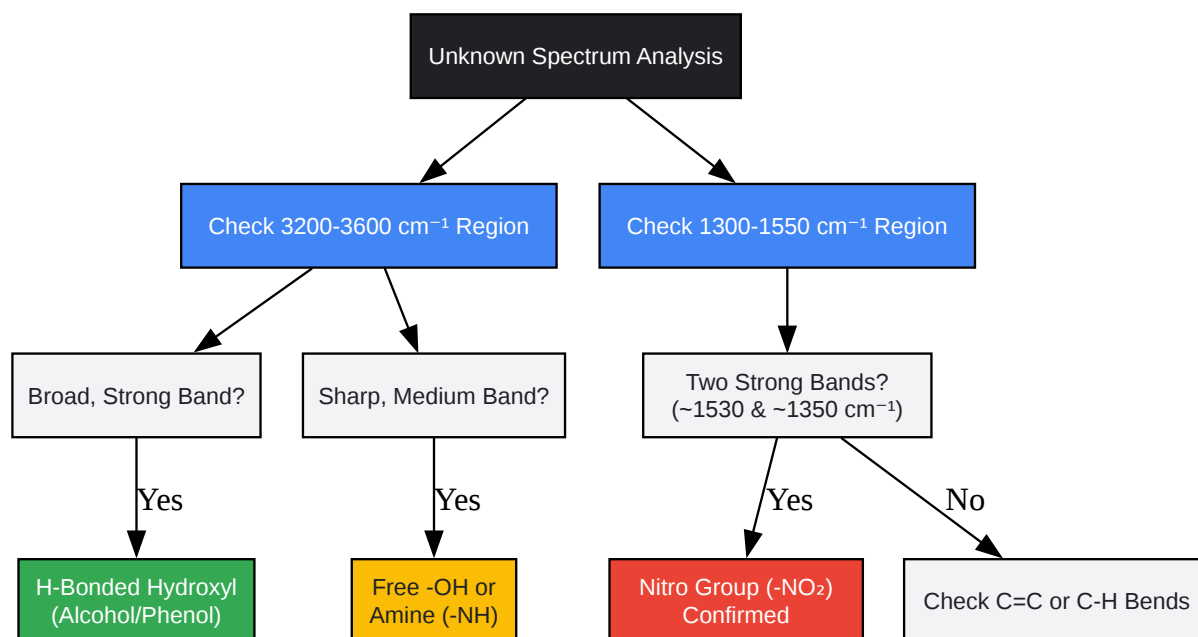 Unknown Spectrum Analysis
Check 3200-3600 cm⁻¹ Region
Check 1300-1550 cm⁻¹ Region
Broad, Strong Band?
Sharp, Medium Band?
Two Strong Bands?
(~1530 & ~1350 cm⁻¹)
Yes
Yes
Yes
No
H-Bonded Hydroxyl
(Alcohol/Phenol)
Free -OH or
Amine (-NH)
Nitro Group (-NO₂)
Confirmed
Check C=C or C-H Bends